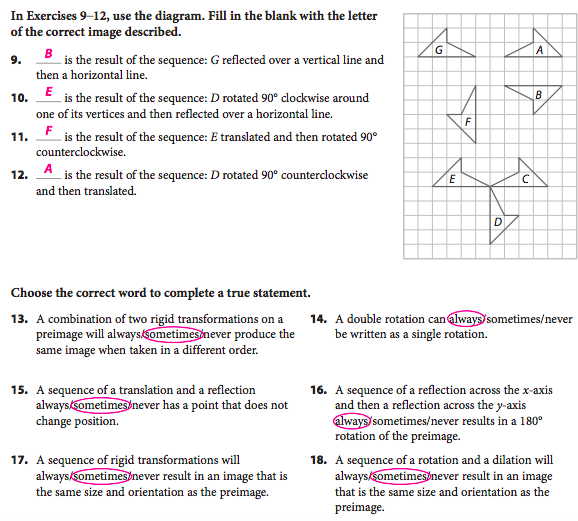 In Exercises 9–12, use the diagram. Fill in the blank with the letter
of the correct image described.
9. B is the result of the sequence: G reflected over a vertical line and
then a horizontal line.
10. E is the result of the sequence: D rotated 90° clockwise around
one of its vertices and then reflected over a horizontal line.
11. F is the result of the sequence: E translated and then rotated 90°
counterclockwise.
12. A is the result of the sequence: D rotated 90° counterclockwise
and then translated.
G
A
B
F
E
C
D
Choose the correct word to complete a true statement.
13. A combination of two rigid transformations on a
preimage will always/sometimes/never produce the
same image when taken in a different order.
14. A double rotation can always/sometimes/never
be written as a single rotation.
15. A sequence of a translation and a reflection
always/sometimes/never has a point that does not
change position.
16. A sequence of a reflection across the x-axis
and then a reflection across the y-axis
always/sometimes/never results in a 180°
rotation of the preimage.
17. A sequence of rigid transformations will
always/sometimes/never result in an image that is
the same size and orientation as the preimage.
18. A sequence of a rotation and a dilation will
always/sometimes/never result in an image
that is the same size and orientation as the
preimage.